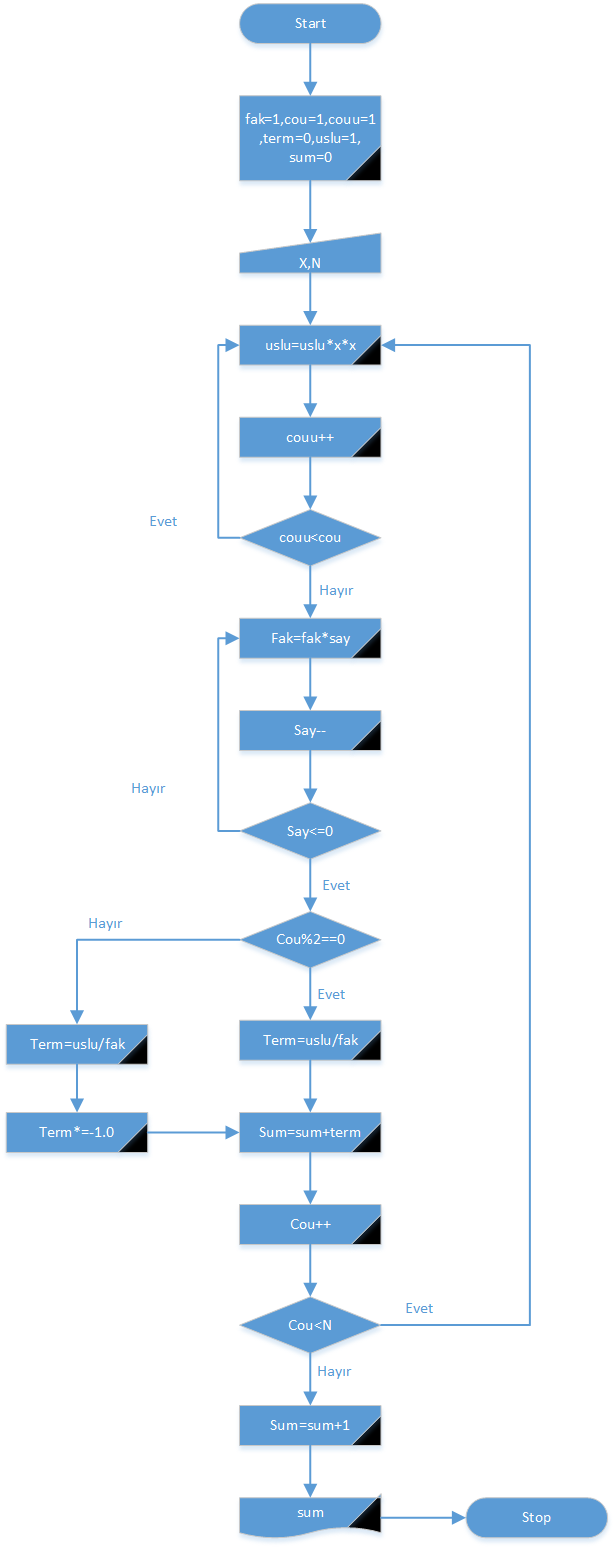 Start
fak=1,cou=1,couu=1
,term=0,uslu=1,
sum=0
X,N
uslu=uslu*x*x
couu++
Evet
couu<cou
Hayır
Fak=fak*say
Say--
Hayır
Say<=0
Evet
Hayır
Cou%2==0
Evet
Term=uslu/fak
Term=uslu/fak
Term*=-1.0
Sum=sum+term
Cou++
Cou<N
Evet
Hayır
Sum=sum+1
sum
Stop